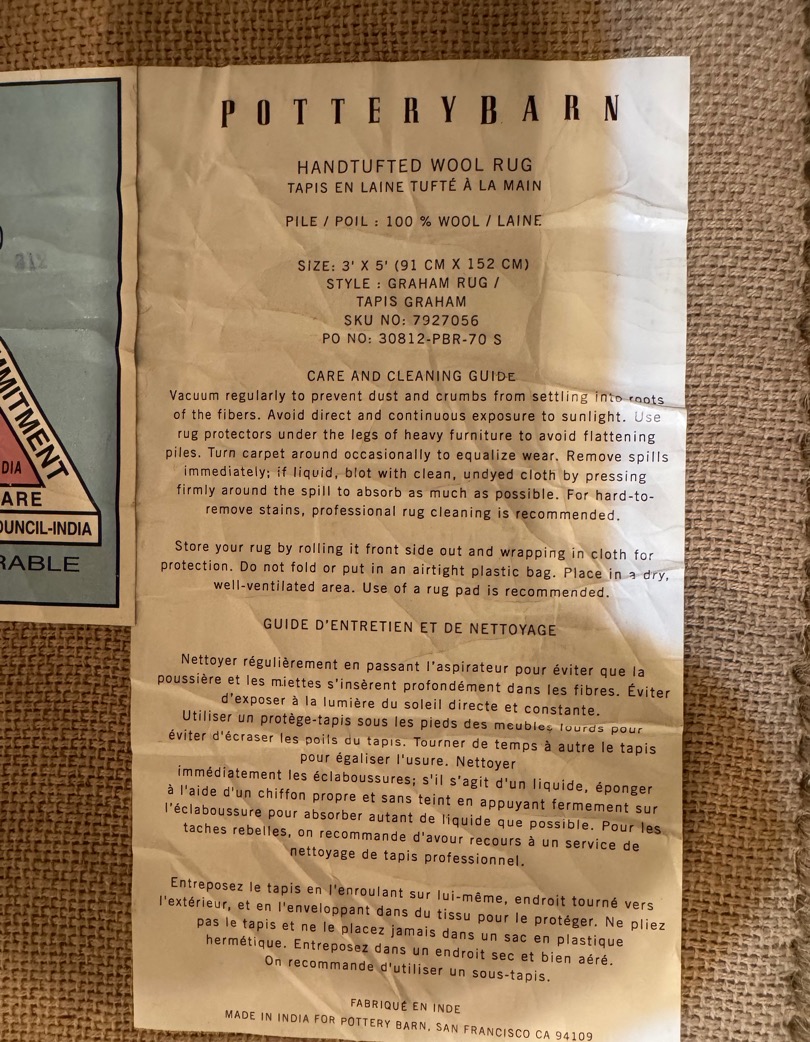 POTTERYBARN
HANDTUFTED WOOL RUG
TAPIS EN LAINE TUFTÉ À LA MAIN
PILE / POIL : 100 % WOOL / LAINE
SIZE: 3' X 5' (91 CM X 152 CM)
STYLE : GRAHAM RUG /
TAPIS GRAHAM
SKU NO: 7927056
PO NO: 30812-PBR-70 S
CARE AND CLEANING GUIDE
Vacuum regularly to prevent dust and crumbs from settling into roots
of the fibers. Avoid direct and continuous exposure to sunlight. Use
rug protectors under the legs of heavy furniture to avoid flattening
piles. Turn carpet around occasionally to equalize wear. Remove spills
immediately; if liquid, blot with clean, undyed cloth by pressing
firmly around the spill to absorb as much as possible. For hard-to-
remove stains, professional rug cleaning is recommended.
Store your rug by rolling it front side out and wrapping in cloth for
protection. Do not fold or put in an airtight plastic bag. Place in a dry,
well-ventilated area. Use of a rug pad is recommended.
GUIDE D'ENTRETIEN ET DE NETTOYAGE
Nettoyer régulièrement en passant l'aspirateur pour éviter que la
poussière et les miettes s'insèrent profondément dans les fibres. Éviter
d'exposer à la lumière du soleil directe et constante.
Utiliser un protège-tapis sous les pieds des meubles lourds pour
éviter d'écraser les poils du tapis. Tourner de temps à autre le tapis
pour égaliser l'usure. Nettoyer
immédiatement les éclaboussures; s'il s'agit d'un liquide, éponger
à l'aide d'un chiffon propre et sans teint en appuyant fermement sur
l'éclaboussure pour absorber autant de liquide que possible. Pour les
taches rebelles, on recommande d'avour recours à un service de
nettoyage de tapis professionnel.
Entreposez le tapis en l'enroulant sur lui-même, endroit tourné vers
l'extérieur, et en l'enveloppant dans du tissu pour le protéger. Ne pliez
pas le tapis et ne le placez jamais dans un sac en plastique
hermétique. Entreposez dans un endroit sec et bien aéré.
On recommande d'utiliser un sous-tapis.
FABRIQUÉ EN INDE
MADE IN INDIA FOR POTTERY BARN, SAN FRANCISCO CA 94109
MMITMENT
DIA
ARE
OUNCIL-INDIA
RABLE